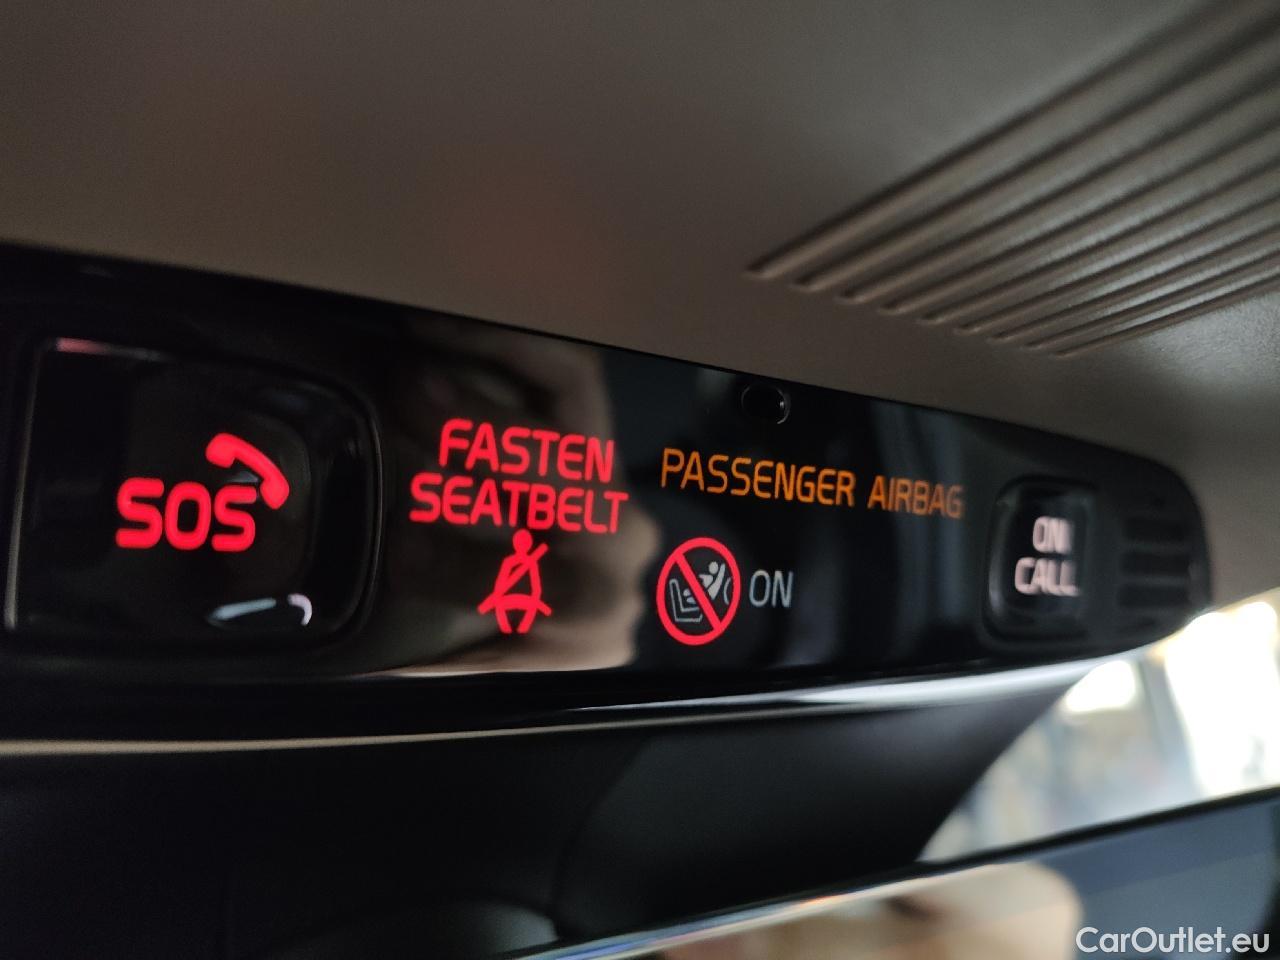 SOS
FASTEN
SEATBELT
PASSENGER AIRBAG
ON
ON
CALL
CarOutlet.eu